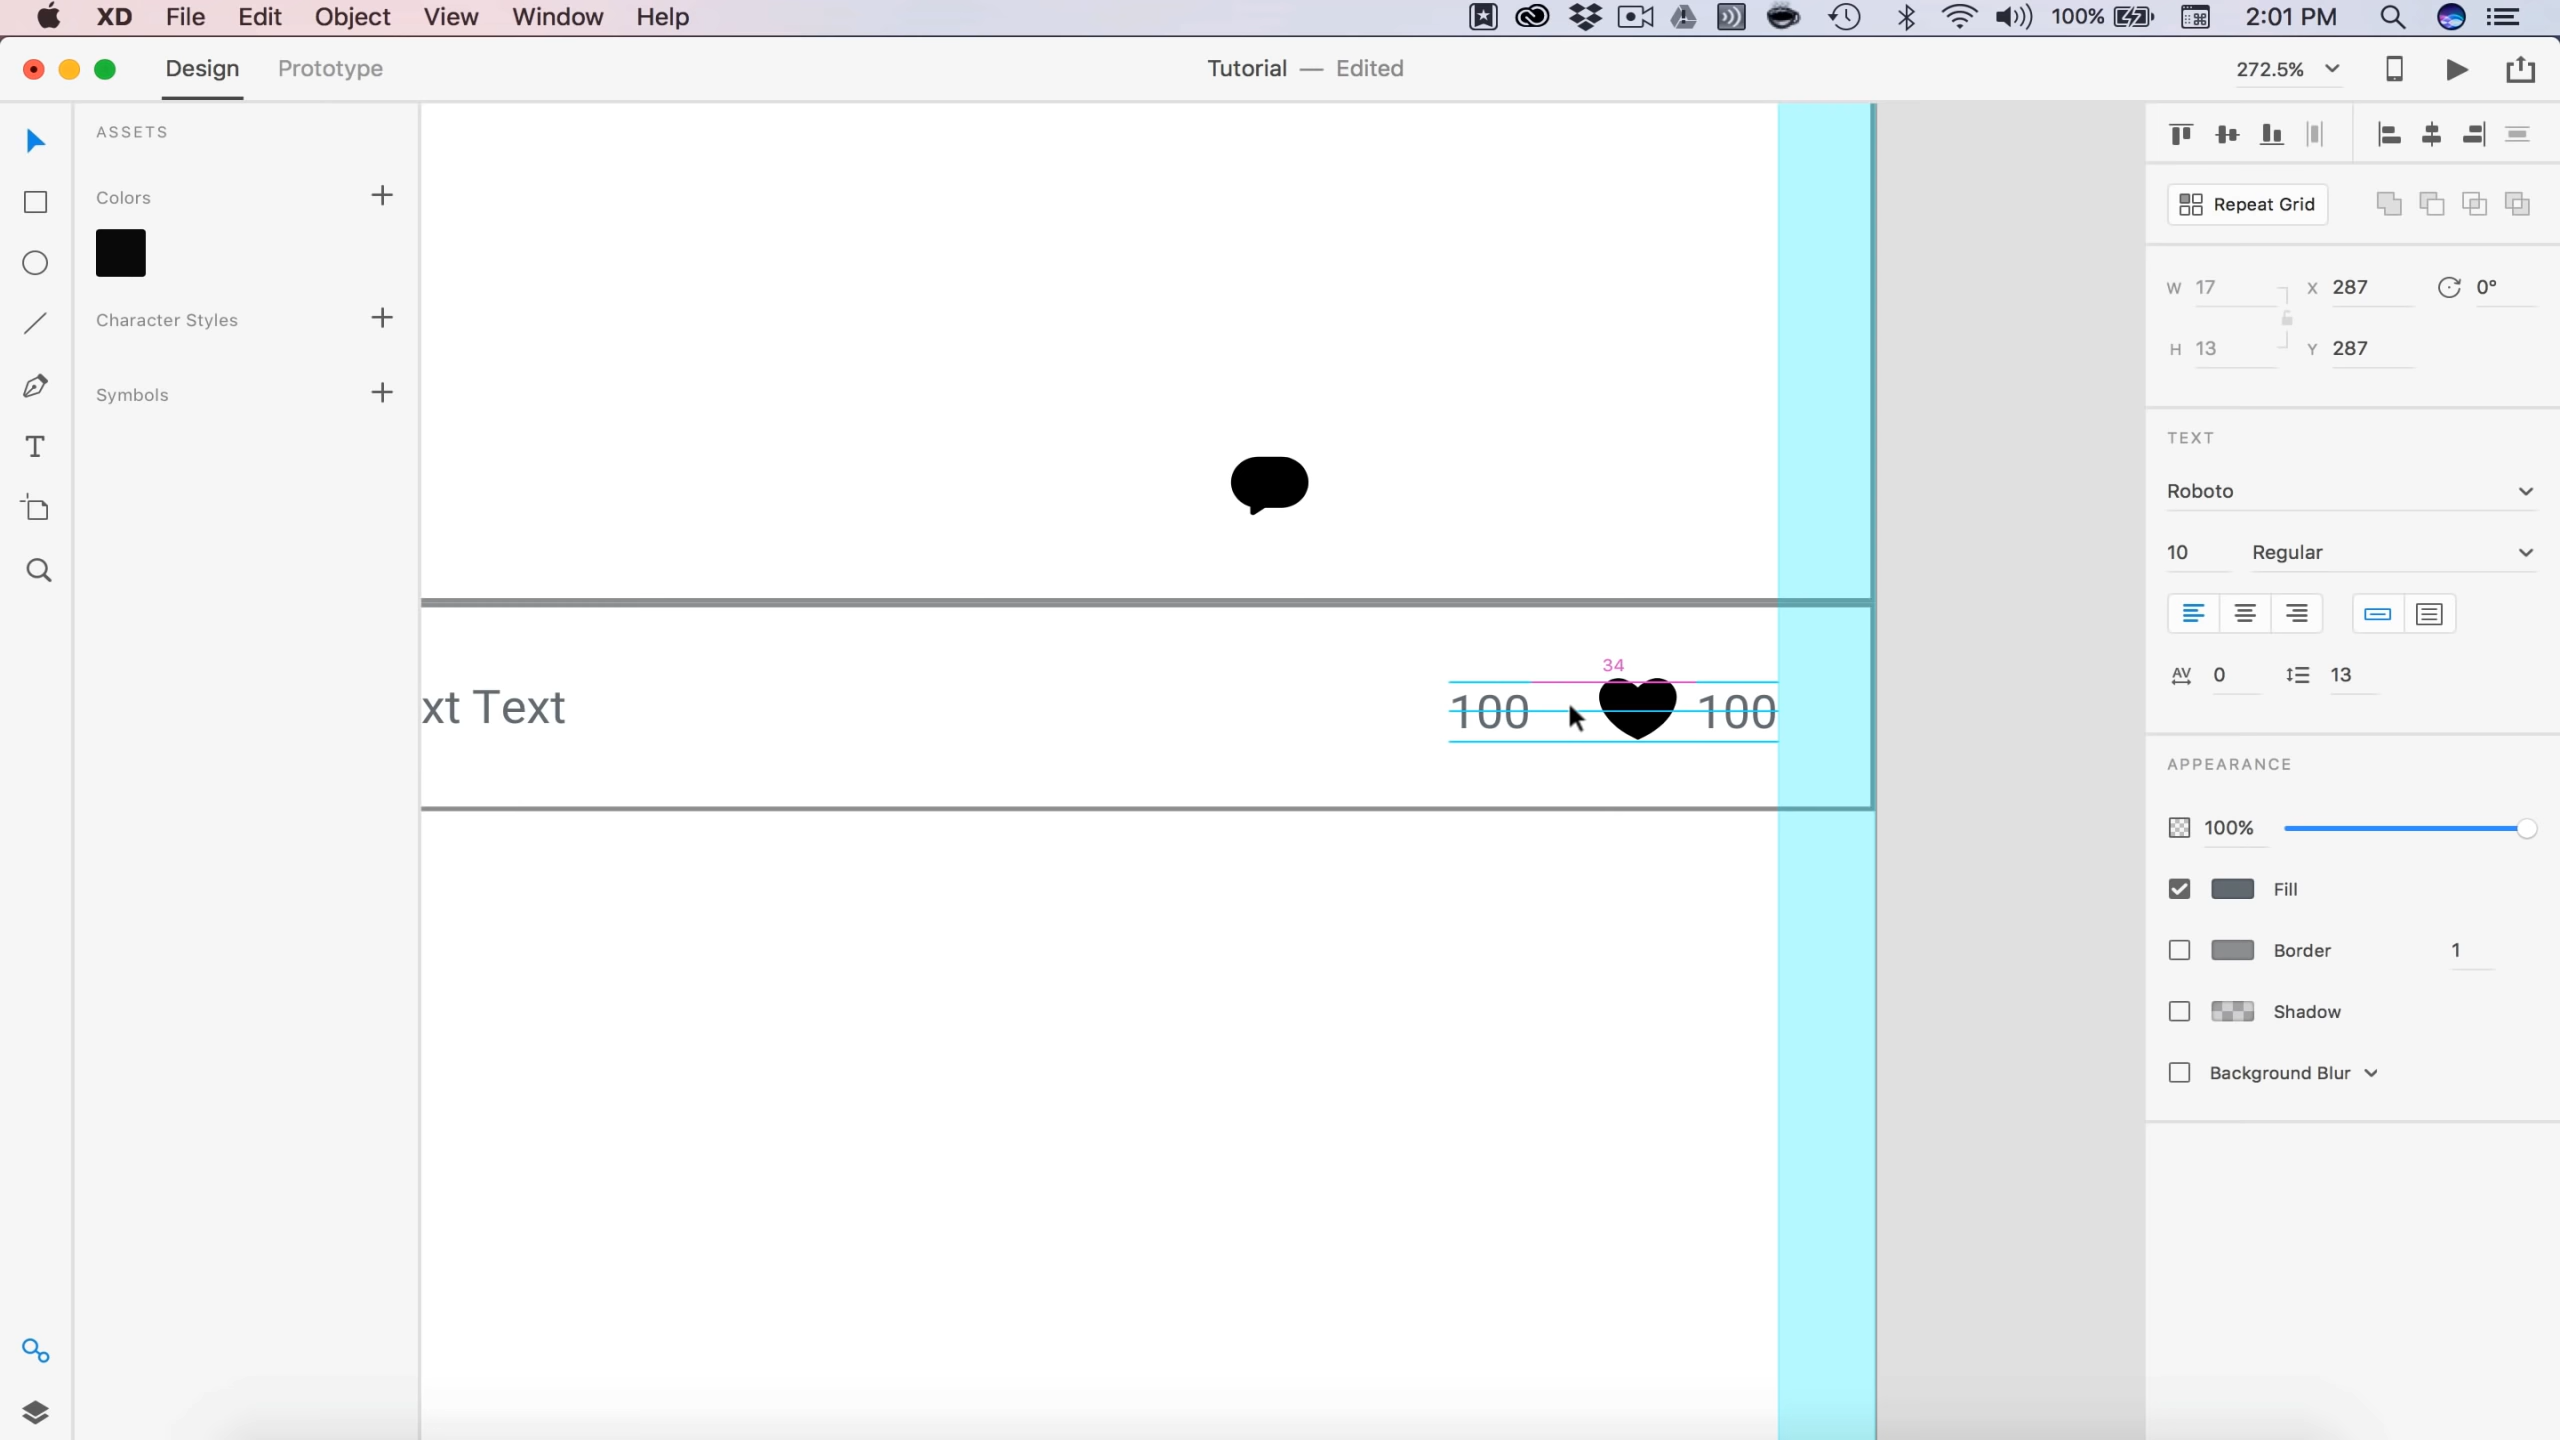 XD File Edit Object View Window Help 100% 2:01 PM
Design Prototype Tutorial — Edited 272.5%
ASSETS
Colors
Character Styles
Symbols
xt Text
34
100 100
Repeat Grid
W 17 X 287 0°
H 13 Y 287
TEXT
Roboto
10 Regular
AV 0 13
APPEARANCE
100%
Fill
Border 1
Shadow
Background Blur